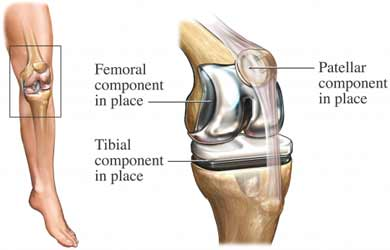 Femoral
component
in place
Patellar
component
in place
Tibial
component
in place